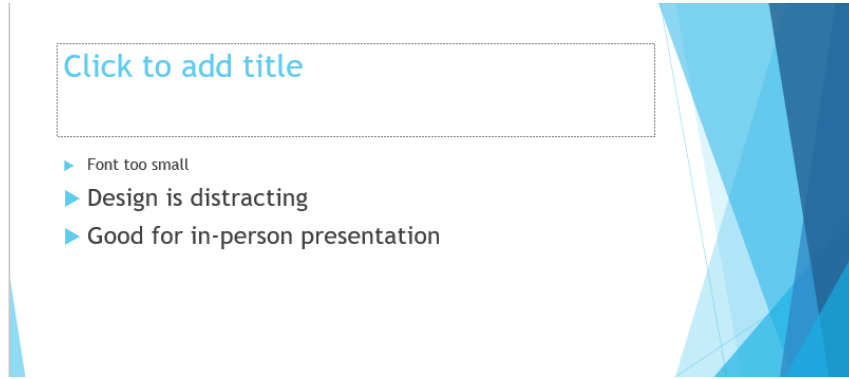 Click to add title
Font too small
Design is distracting
Good for in-person presentation